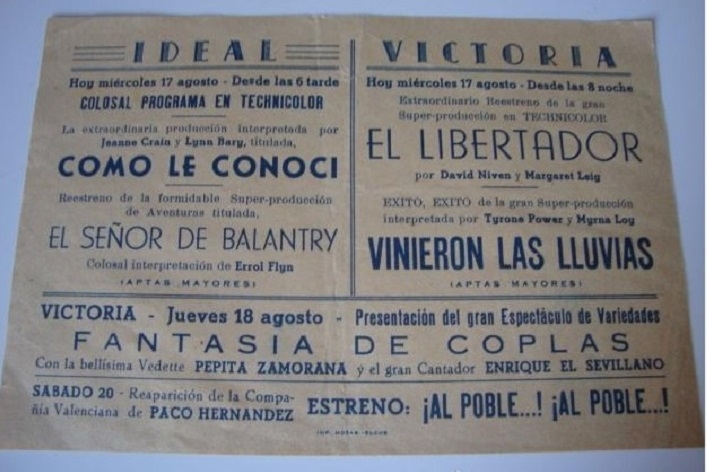 IDEAL
Hoy miércoles 17 agosto - Desde las 6 tarde
COLOSAL PROGRAMA EN TECHNICOLOR
La extraordinaria producción interpretada por
Jeanne Crain y Lynn Bary, titulada,
COMO LE CONOCI
Reestreno de la formidable Super-producción
de Aventuras titulada,
EL SEÑOR DE BALANTRY
Colosal interpretación de Errol Flyn
(APTAS MAYORES)
VICTORIA
Hoy miércoles 17 agosto - Desde las 8 noche
Extraordinario Reestreno de la gran
Super-producción en TECHNICOLOR
EL LIBERTADOR
por David Niven y Margaret Leig
EXITO, EXITO de la gran Super-producción
interpretada por Tyrone Power y Myrna Loy
VINIERON LAS LLUVIAS
(APTAS MAYORES)
VICTORIA - Jueves 18 agosto - Presentación del gran Espectáculo de Variedades
FANTASIA DE COPLAS
Con la bellísima Vedette PEPITA ZAMORANA y el gran Cantador ENRIQUE EL SEVILLANO
SABADO 20 - Reaparición de la Compa-
ñía Valenciana de PACO HERNANDEZ
ESTRENO: ¡AL POBLE...! ¡AL POBLE...!